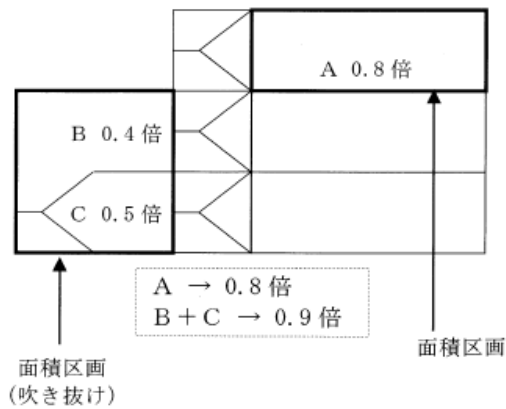 A 0.8倍
B 0.4倍
C 0.5倍
A → 0.8倍
B+C → 0.9倍
面積区画
面積区画
(吹き抜け)